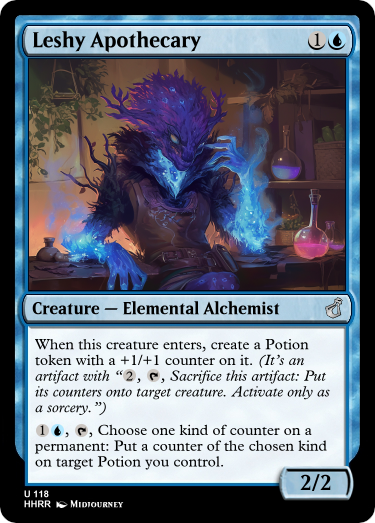 Leshy Apothecary 1U
Creature — Elemental Alchemist
When this creature enters, create a Potion
token with a +1/+1 counter on it. (It's an
artifact with “2, T, Sacrifice this artifact: Put
its counters onto target creature. Activate only as
a sorcery.”)
1U, T, Choose one kind of counter on a
permanent: Put a counter of the chosen kind
on target Potion you control.
2/2
U 118
HHRR Midjourney